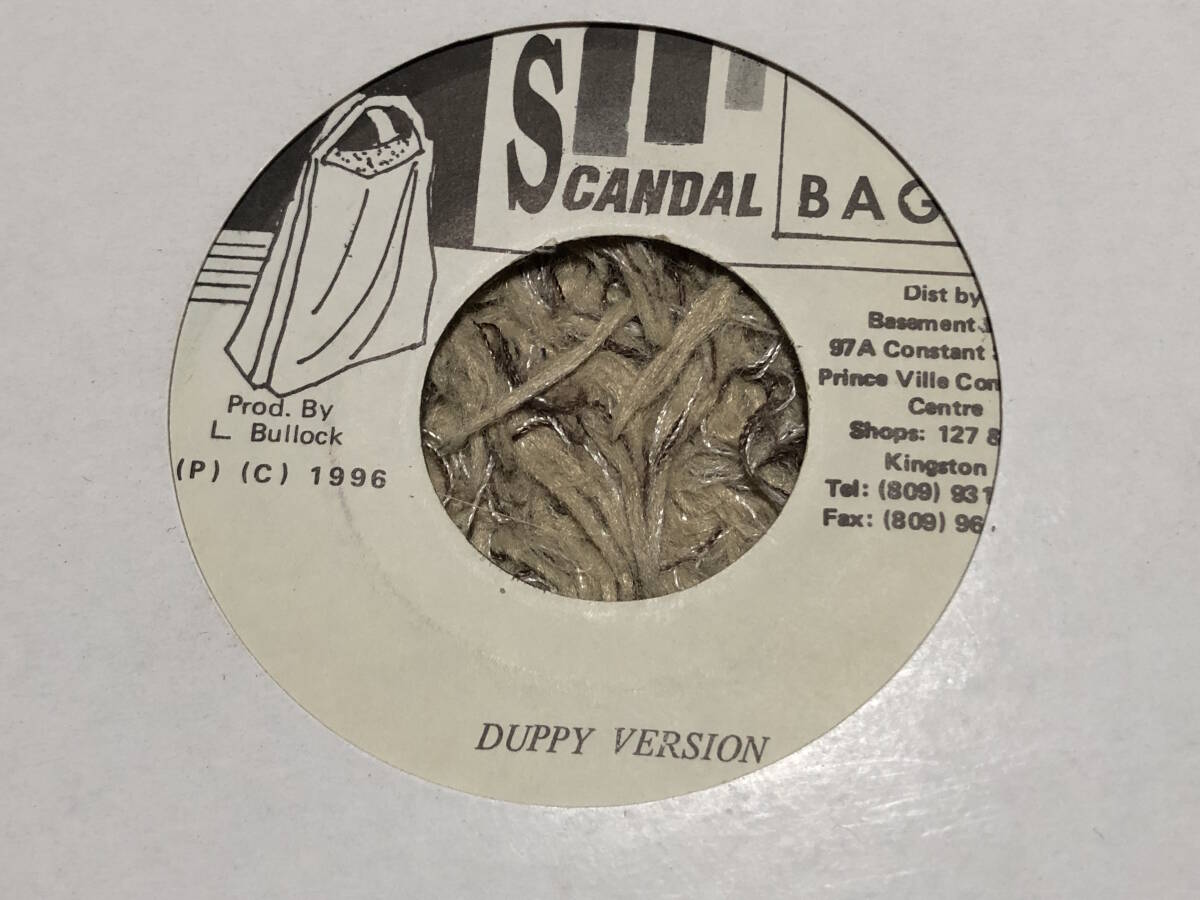 SCANDAL BAG
Dist by
Basement
97A Constant
Prince Ville
Centre
Shops: 127
Kingston
Tel: (809) 931
Fax: (809) 96
Prod. By
L Bullock
(P) (C) 1996
DUPPY VERSION